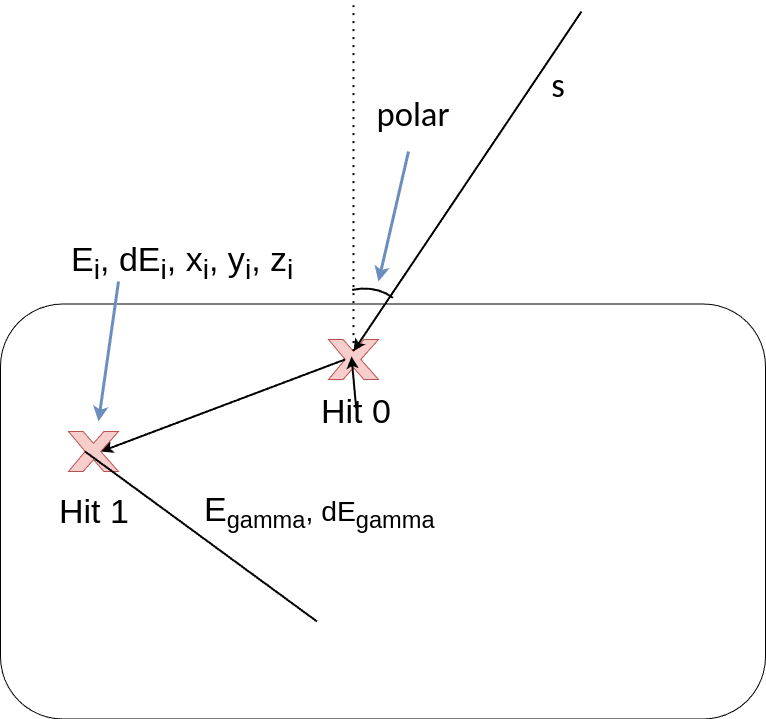 s
polar
Ei, dEi, xi, yi, zi
Hit 0
Hit 1
Egamma, dEgamma